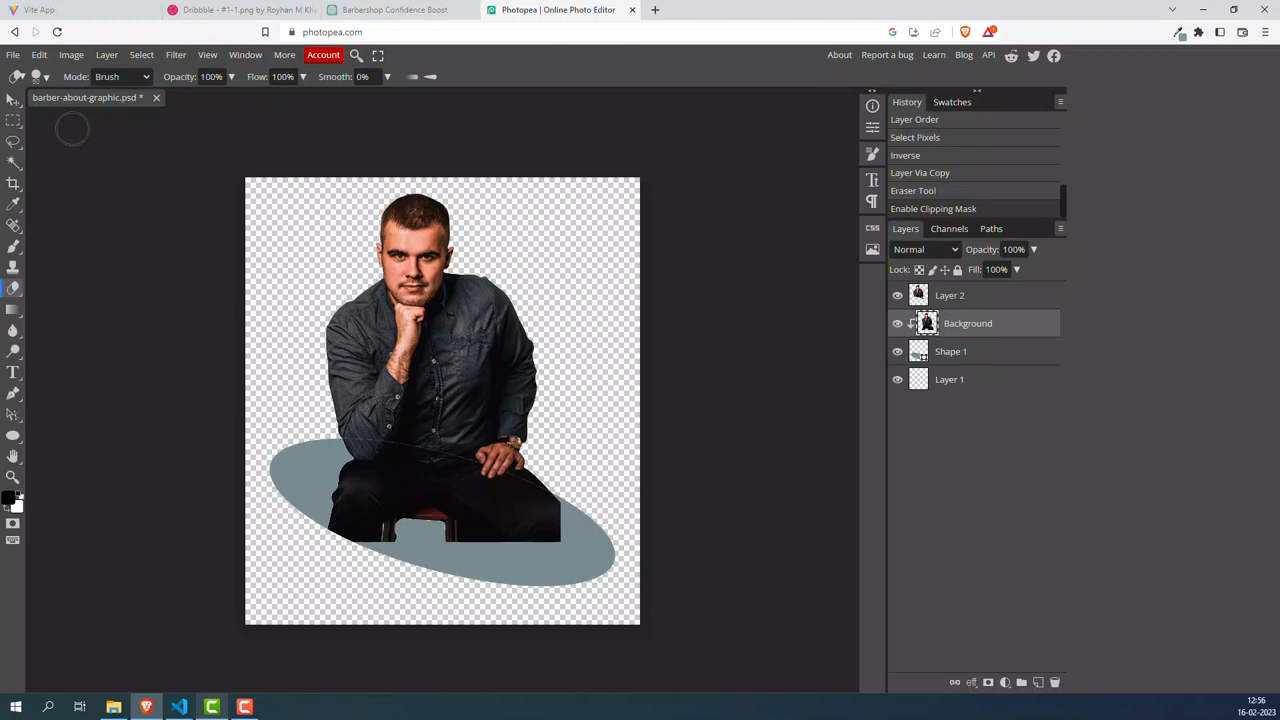 Vite App
Dribbble - #1-1.png by Royhan M Kha
Barbershop Confidence Boost
Photopea | Online Photo Editor
photopea.com
File Edit Image Layer Select Filter View Window More Account
About Report a bug Learn Blog API
Mode: Brush Opacity: 100% Flow: 100% Smooth: 0%
barber-about-graphic.psd *
History Swatches
Layer Order
Select Pixels
Inverse
Layer Via Copy
Eraser Tool
Enable Clipping Mask
Layers Channels Paths
Normal Opacity: 100%
Lock: Fill: 100%
Layer 2
Background
Shape 1
Layer 1
CSS
eff
12:56
16-02-2023